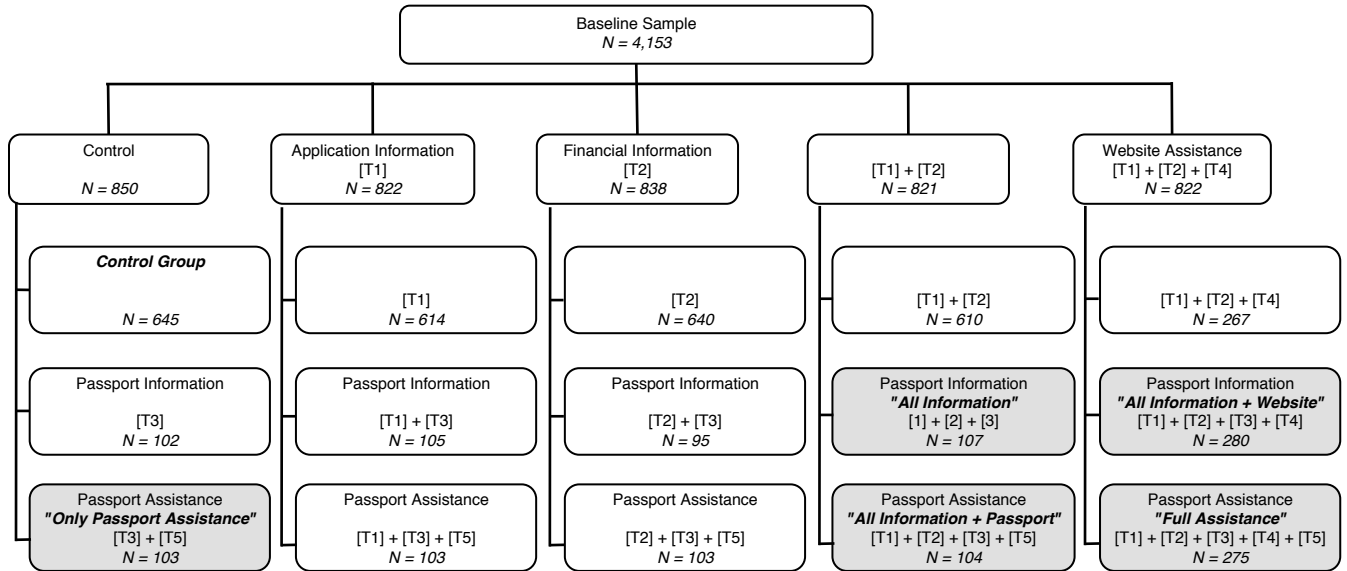 Baseline Sample
N = 4,153
Control
N = 850
Application Information
[T1]
N = 822
Financial Information
[T2]
N = 838
[T1] + [T2]
N = 821
Website Assistance
[T1] + [T2] + [T4]
N = 822
Control Group
N = 645
[T1]
N = 614
[T2]
N = 640
[T1] + [T2]
N = 610
[T1] + [T2] + [T4]
N = 267
Passport Information
[T3]
N = 102
Passport Information
[T1] + [T3]
N = 105
Passport Information
[T2] + [T3]
N = 95
Passport Information
"All Information"
[1] + [2] + [3]
N = 107
Passport Information
"All Information + Website"
[T1] + [T2] + [T3] + [T4]
N = 280
Passport Assistance
"Only Passport Assistance"
[T3] + [T5]
N = 103
Passport Assistance
[T1] + [T3] + [T5]
N = 103
Passport Assistance
[T2] + [T3] + [T5]
N = 103
Passport Assistance
"All Information + Passport"
[T1] + [T2] + [T3] + [T5]
N = 104
Passport Assistance
"Full Assistance"
[T1] + [T2] + [T3] + [T4] + [T5]
N = 275